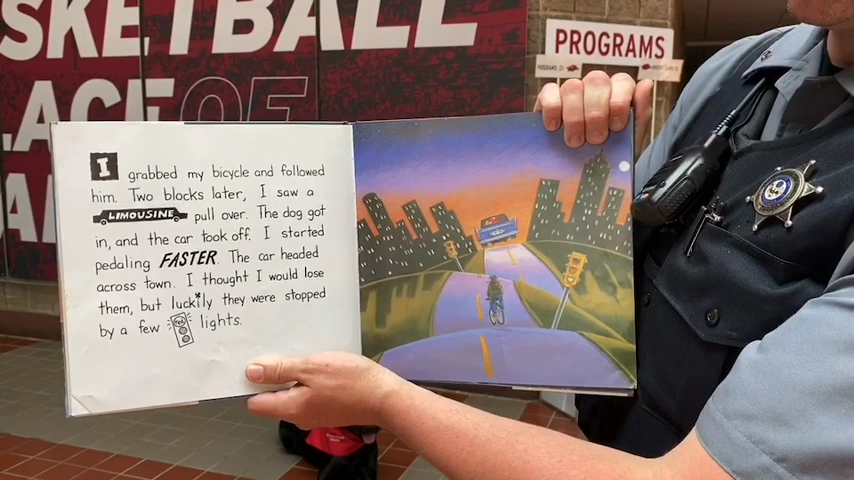 SKETBALL
LACE OF
PROGRAMS
I grabbed my bicycle and followed
him. Two blocks later, I saw a
LIMOUSINE pull over. The dog got
in, and the car took off. I started
pedaling FASTER. The car headed
across town. I thought I would lose
them, but luckily they were stopped
by a few Red lights.